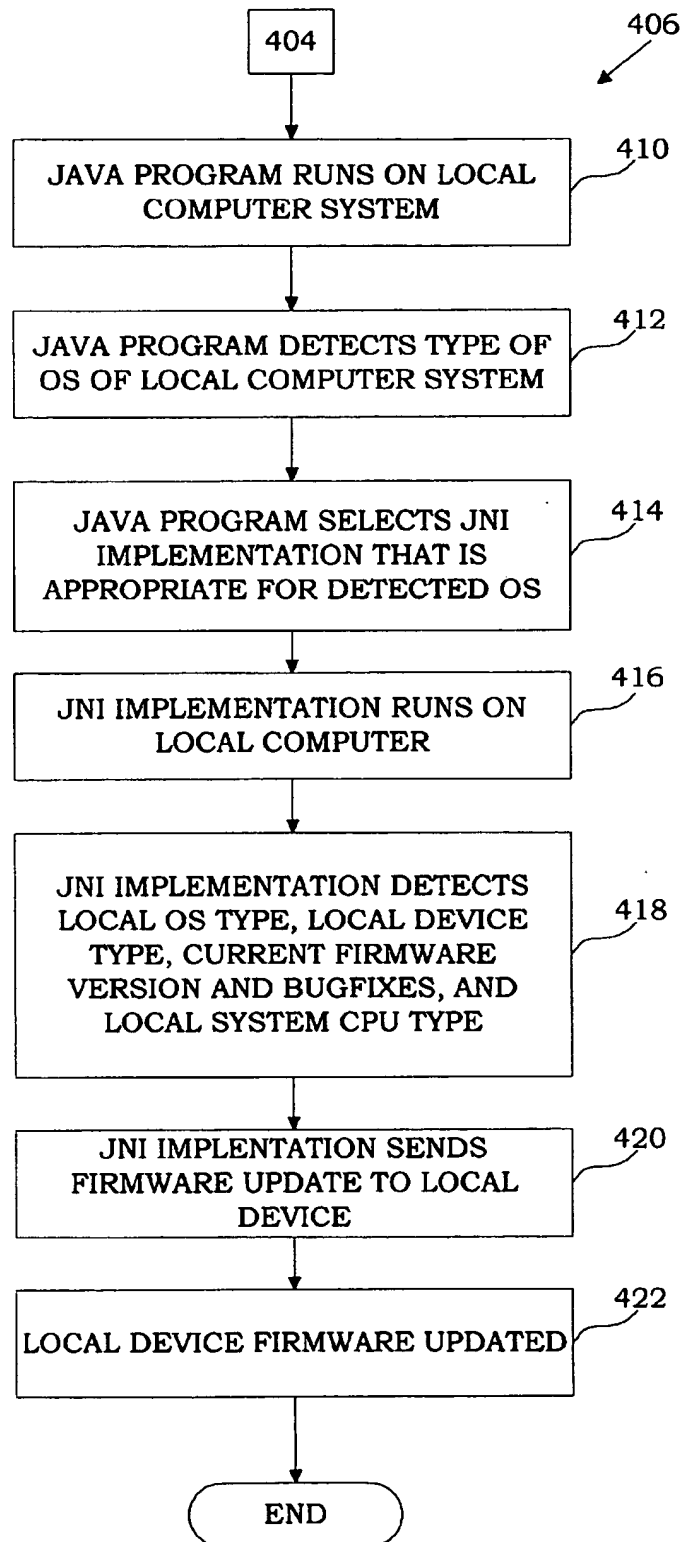 404
406
410
JAVA PROGRAM RUNS ON LOCAL
COMPUTER SYSTEM
412
JAVA PROGRAM DETECTS TYPE OF
OS OF LOCAL COMPUTER SYSTEM
414
JAVA PROGRAM SELECTS JNI
IMPLEMENTATION THAT IS
APPROPRIATE FOR DETECTED OS
416
JNI IMPLEMENTATION RUNS ON
LOCAL COMPUTER
418
JNI IMPLEMENTATION DETECTS
LOCAL OS TYPE, LOCAL DEVICE
TYPE, CURRENT FIRMWARE
VERSION AND BUGFIXES, AND
LOCAL SYSTEM CPU TYPE
420
JNI IMPLENTATION SENDS
FIRMWARE UPDATE TO LOCAL
DEVICE
422
LOCAL DEVICE FIRMWARE UPDATED
END